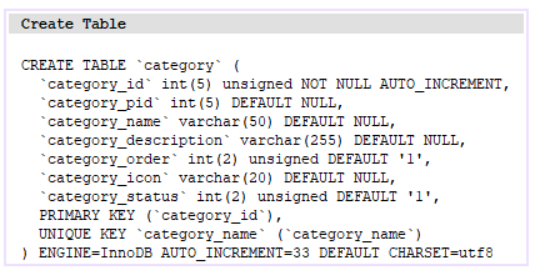 Create Table
CREATE TABLE `category` (
`category_id` int(5) unsigned NOT NULL AUTO_INCREMENT,
`category_pid` int(5) DEFAULT NULL,
`category_name` varchar(50) DEFAULT NULL,
`category_description` varchar(255) DEFAULT NULL,
`category_order` int(2) unsigned DEFAULT '1',
`category_icon` varchar(20) DEFAULT NULL,
`category_status` int(2) unsigned DEFAULT '1',
PRIMARY KEY (`category_id`),
UNIQUE KEY `category_name` (`category_name`)
) ENGINE=InnoDB AUTO_INCREMENT=33 DEFAULT CHARSET=utf8